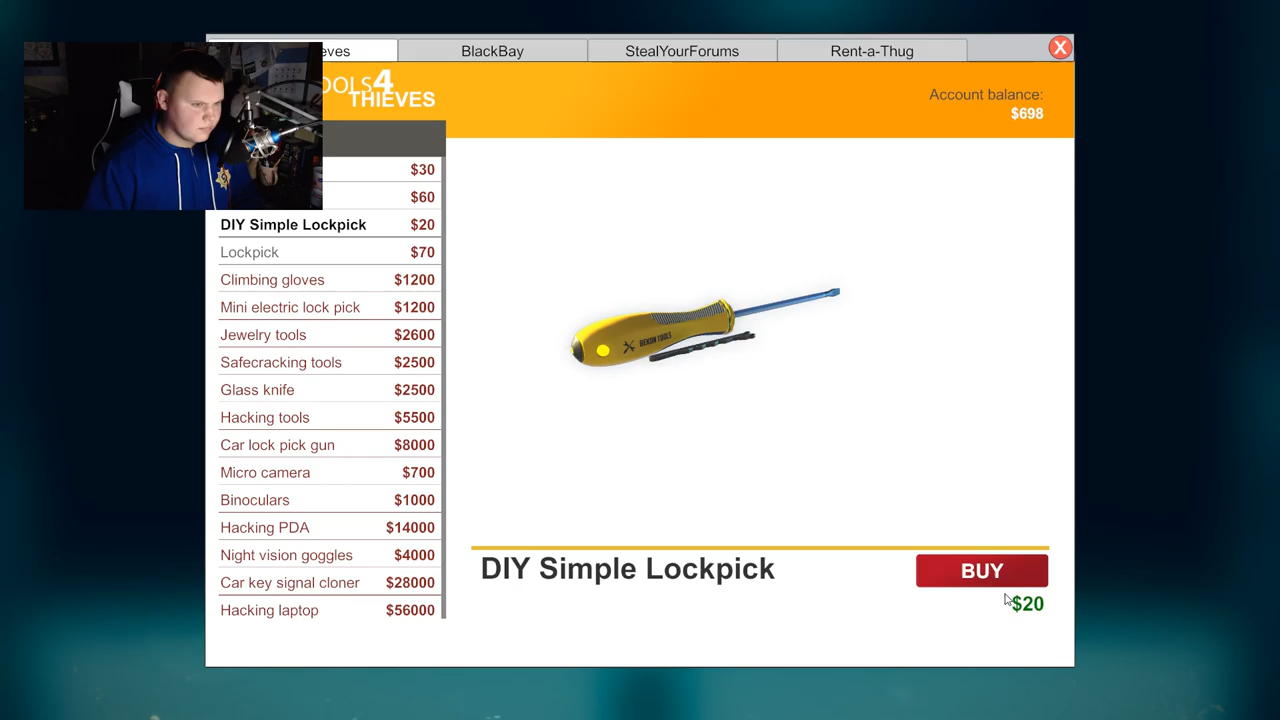 eves BlackBay StealYourForums Rent-a-Thug X
OOLS4
THIEVES
Account balance:
$698
$30
$60
DIY Simple Lockpick $20
Lockpick $70
Climbing gloves $1200
Mini electric lock pick $1200
Jewelry tools $2600
Safecracking tools $2500
Glass knife $2500
Hacking tools $5500
Car lock pick gun $8000
Micro camera $700
Binoculars $1000
Hacking PDA $14000
Night vision goggles $4000
Car key signal cloner $28000
Hacking laptop $56000
BEKON TOOLS
DIY Simple Lockpick
BUY
$20